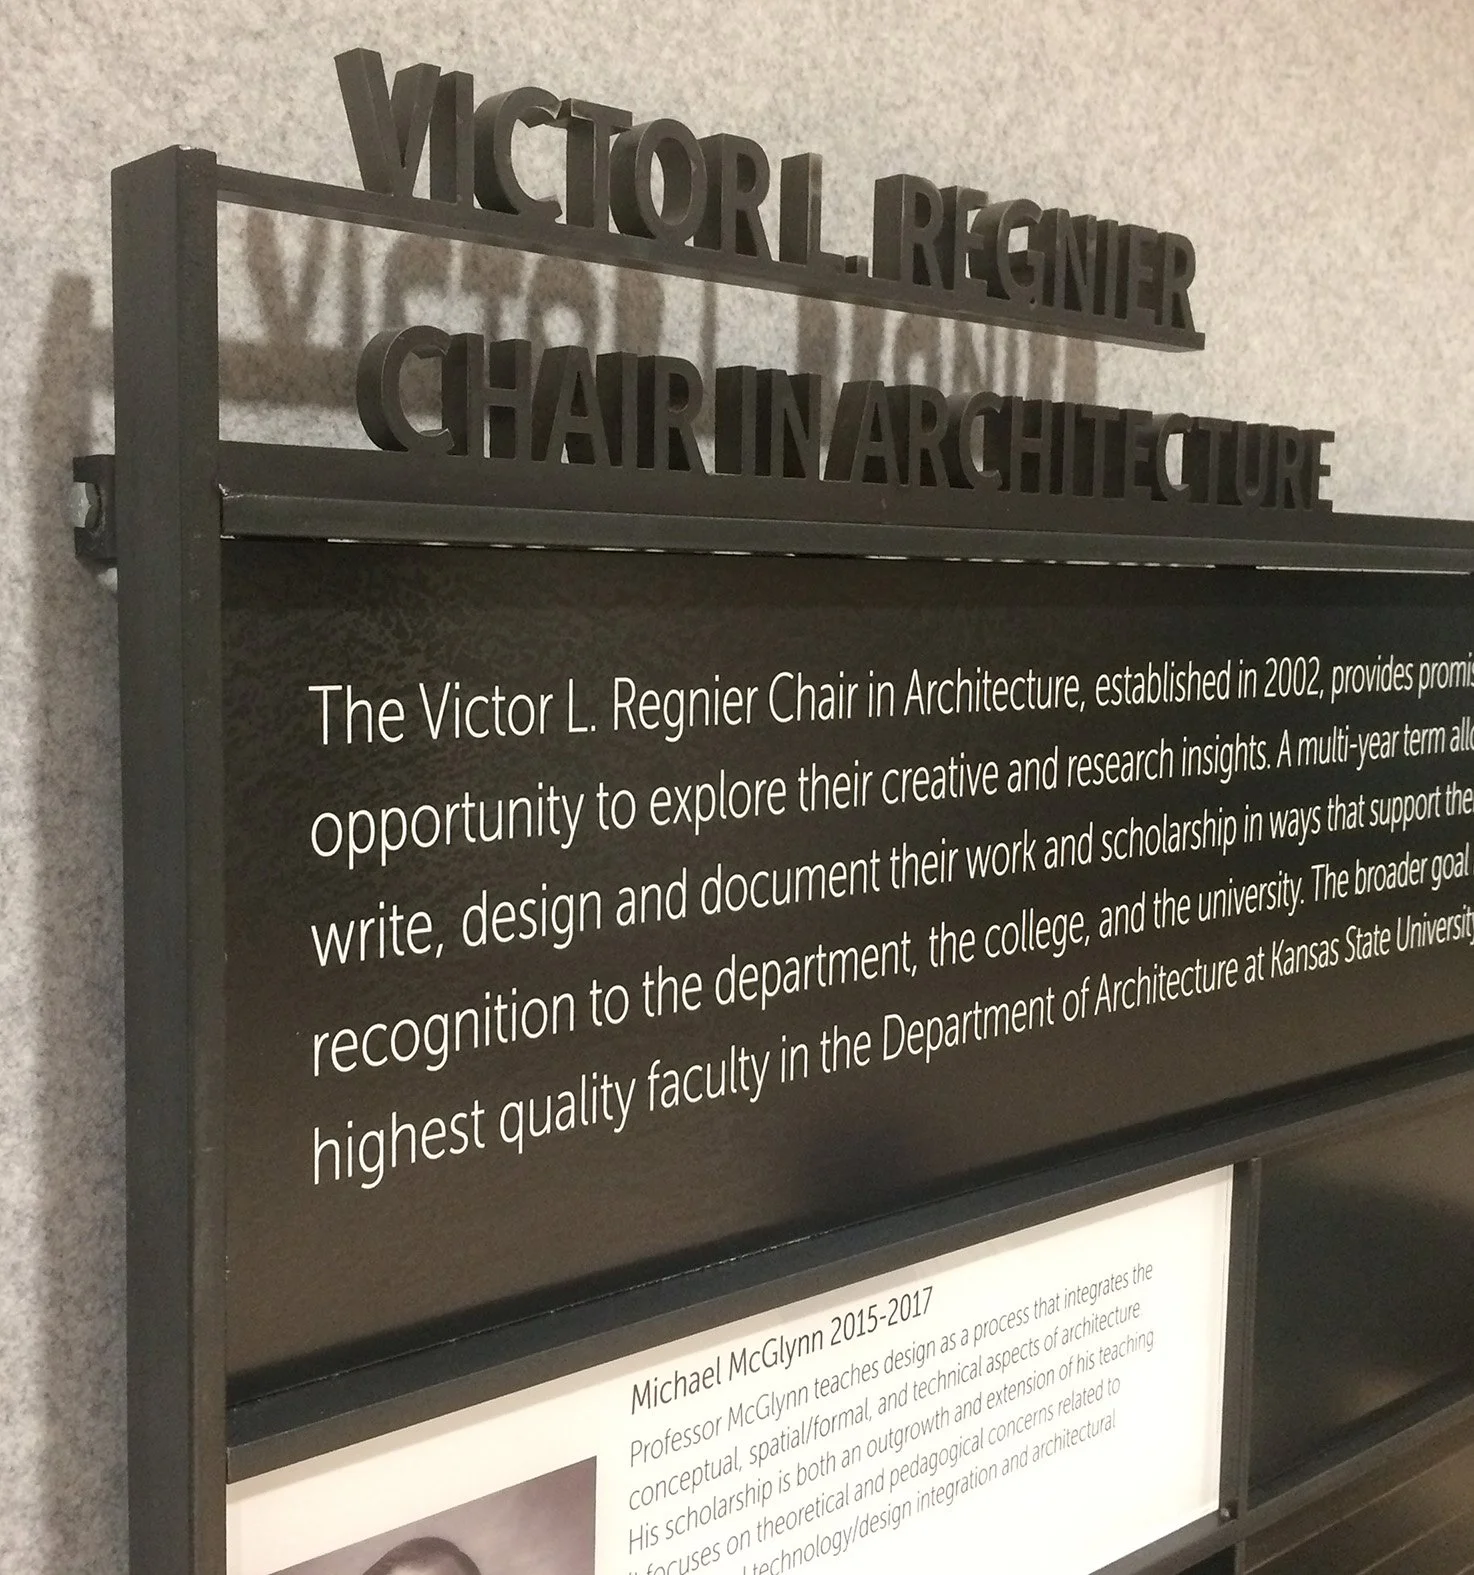 VICTOR L. REGNIER
CHAIR IN ARCHITECTURE
The Victor L. Regnier Chair in Architecture, established in 2002, provides
opportunity to explore their creative and research insights. A multi-year term
write, design and document their work and scholarship in ways that support the
recognition to the department, the college, and the university. The broader goal
highest quality faculty in the Department of Architecture at Kansas State University
Michael McGlynn 2015-2017
Professor McGlynn teaches design as a process that integrates the
conceptual, spatial/formal, and technical aspects of architecture
His scholarship is both an outgrowth and extension of his teaching
focuses on theoretical and pedagogical concerns related to
technology/design integration and architectural